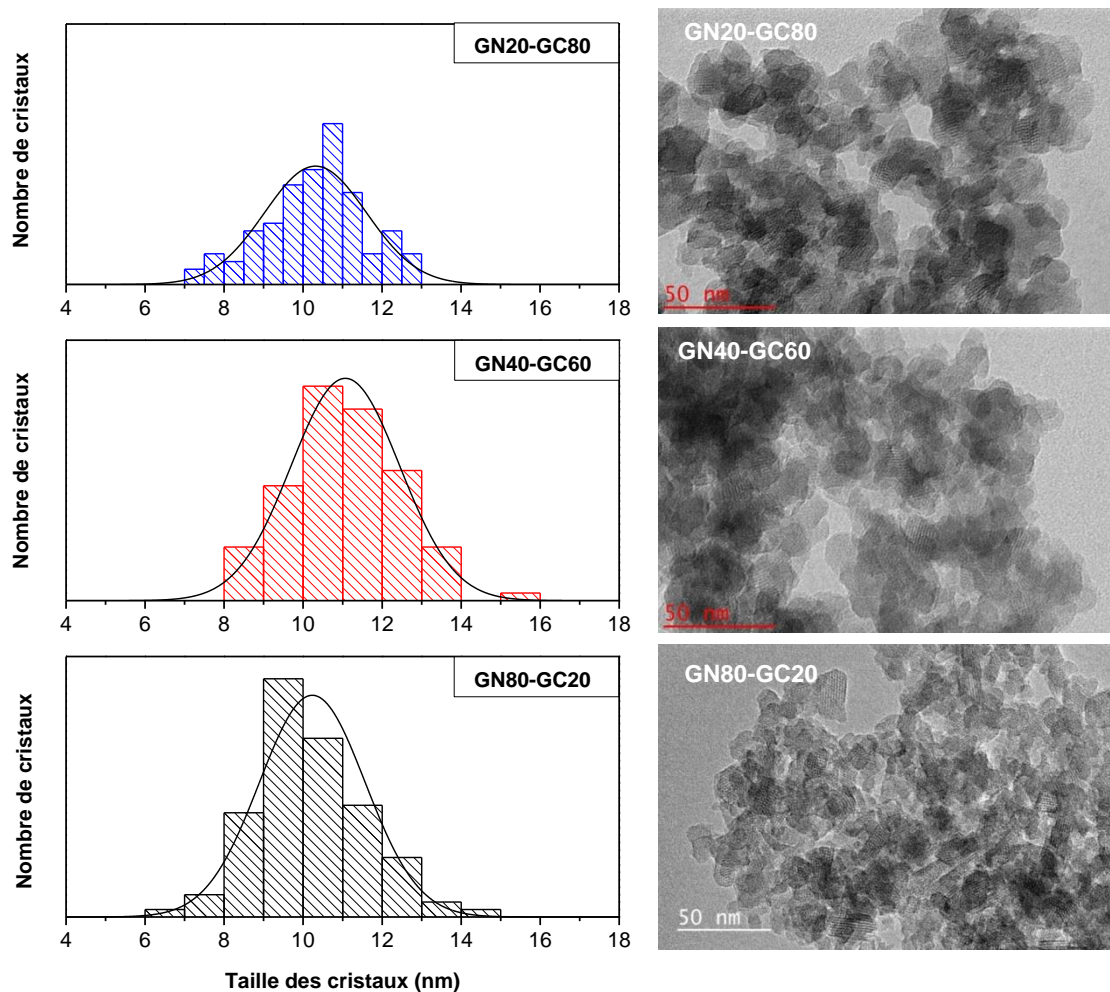 GN20-GC80
Nombre de cristaux
4 6 8 10 12 14 16 18
GN20-GC80
50 nm
GN40-GC60
Nombre de cristaux
4 6 8 10 12 14 16 18
GN40-GC60
50 nm
GN80-GC20
Nombre de cristaux
4 6 8 10 12 14 16 18
Taille des cristaux (nm)
GN80-GC20
50 nm